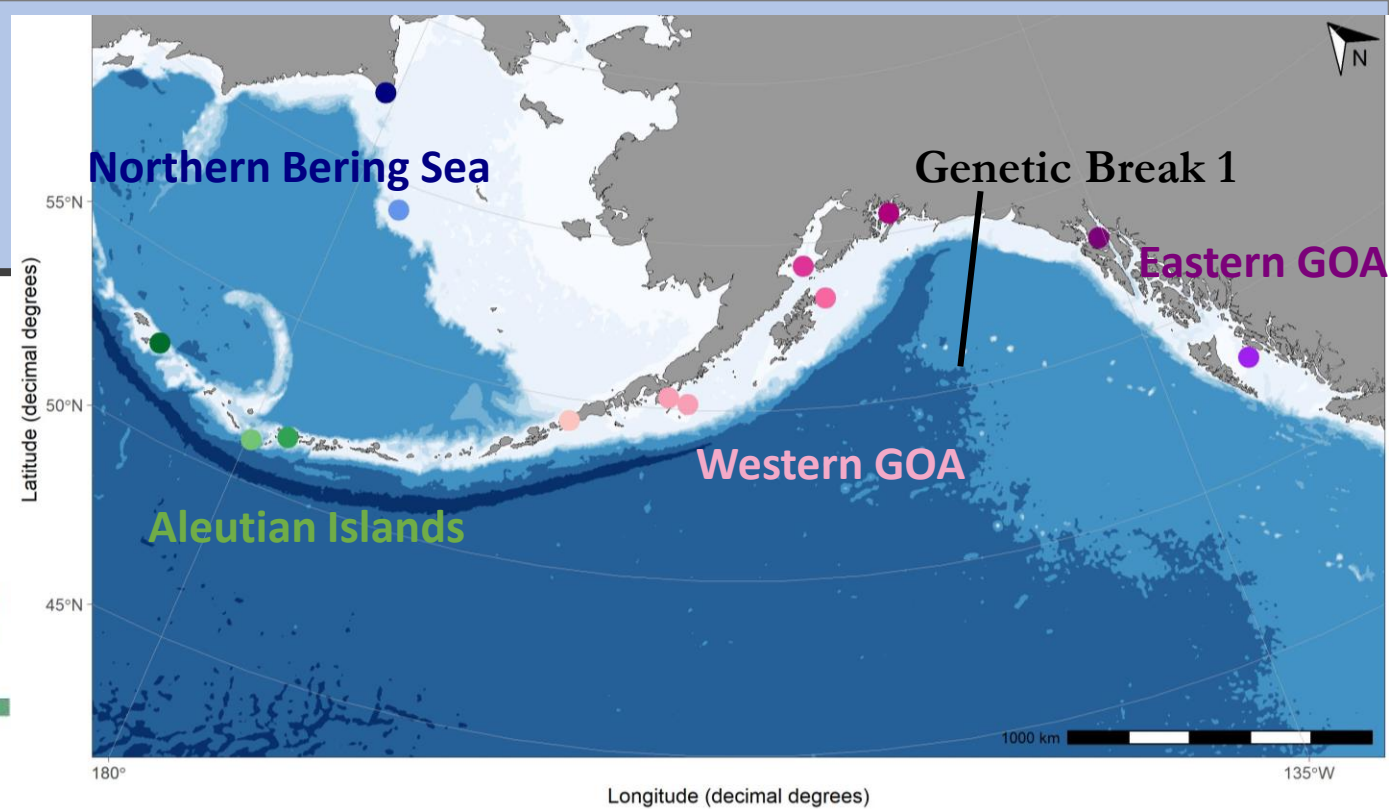 N
Northern Bering Sea
Genetic Break 1
55°N
Eastern GOA
Latitude (decimal degrees)
50°N
Western GOA
Aleutian Islands
45°N
1000 km
180°
135°W
Longitude (decimal degrees)